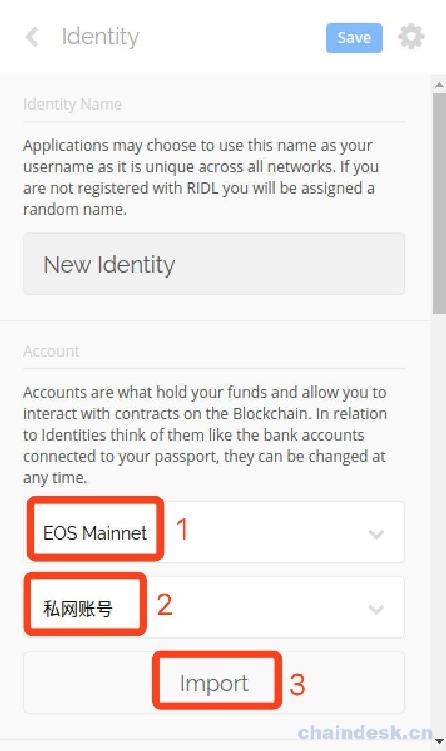 Identity
Save
Identity Name
Applications may choose to use this name as your
username as it is unique across all networks. If you
are not registered with RIDL you will be assigned a
random name.
New Identity
Account
Accounts are what hold your funds and allow you to
interact with contracts on the Blockchain. In relation
to Identities think of them like the bank accounts
connected to your passport, they can be changed at
any time.
EOS Mainnet 1
私网账号 2
Import 3
chaindesk.cn